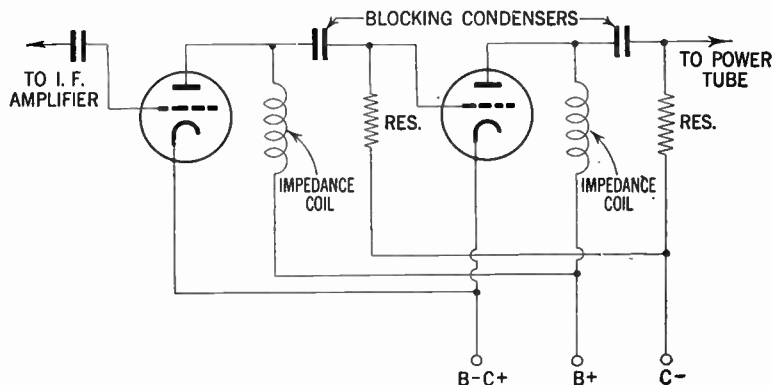 BLOCKING CONDENSERS
TO I. F.
AMPLIFIER
RES.
IMPEDANCE
COIL
TO POWER
TUBE
RES.
IMPEDANCE
COIL
B-C+
B+
C-